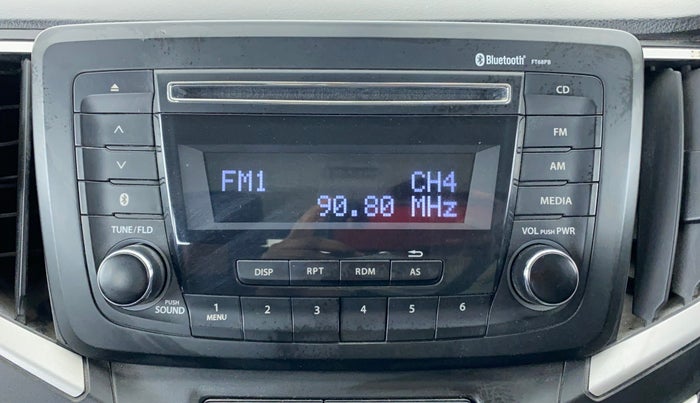 Bluetooth® FT68PB
CD
FM
AM
MEDIA
FM1 CH4
90.80 MHz
TUNE/FLD
VOL PUSH PWR
DISP RPT RDM AS
PUSH
SOUND
1 2 3 4 5 6
MENU